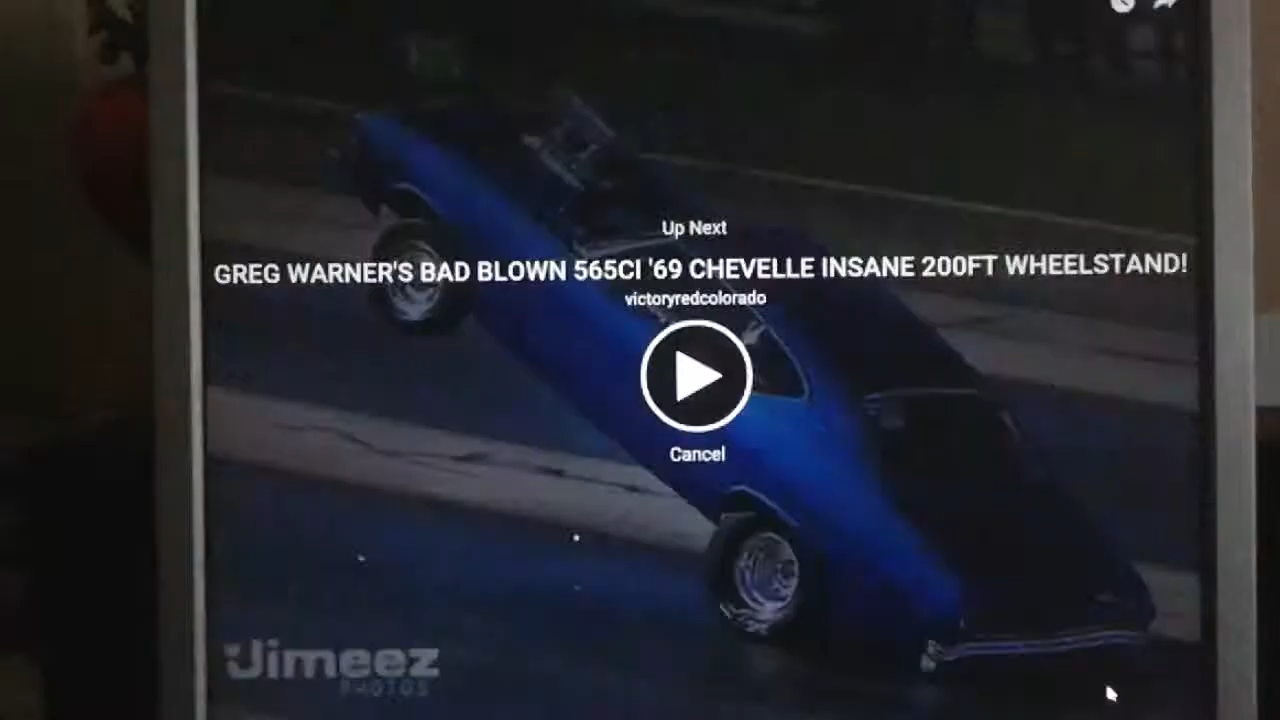 Up Next
GREG WARNER'S BAD BLOWN 565CI '69 CHEVELLE INSANE 200FT WHEELSTAND!
victoryredcolorado
Cancel
Jimeez
PHOTOS